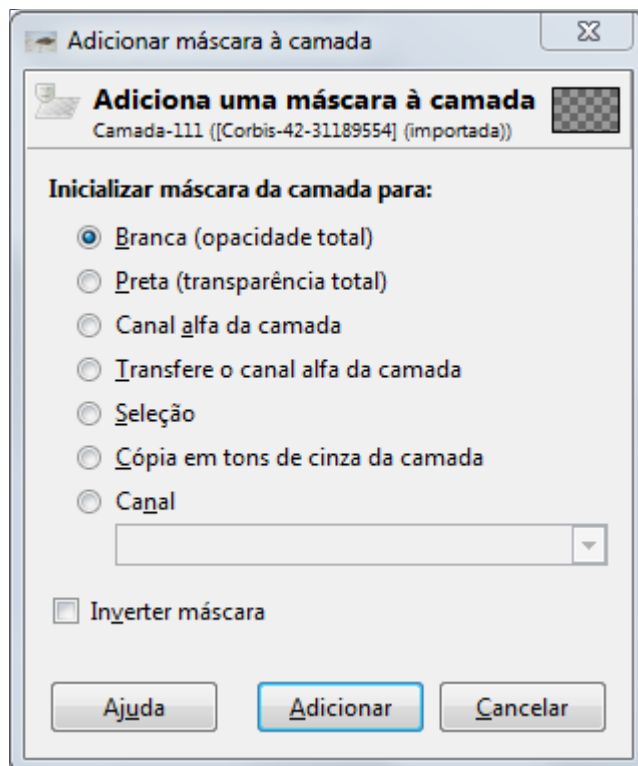 Adicionar máscara à camada
Adiciona uma máscara à camada
Camada-111 ([Corbis-42-31189554] (importada))
Inicializar máscara da camada para:
Branca (opacidade total)
Preta (transparência total)
Canal alfa da camada
Transfere o canal alfa da camada
Seleção
Cópia em tons de cinza da camada
Canal
Inverter máscara
Ajuda Adicionar Cancelar